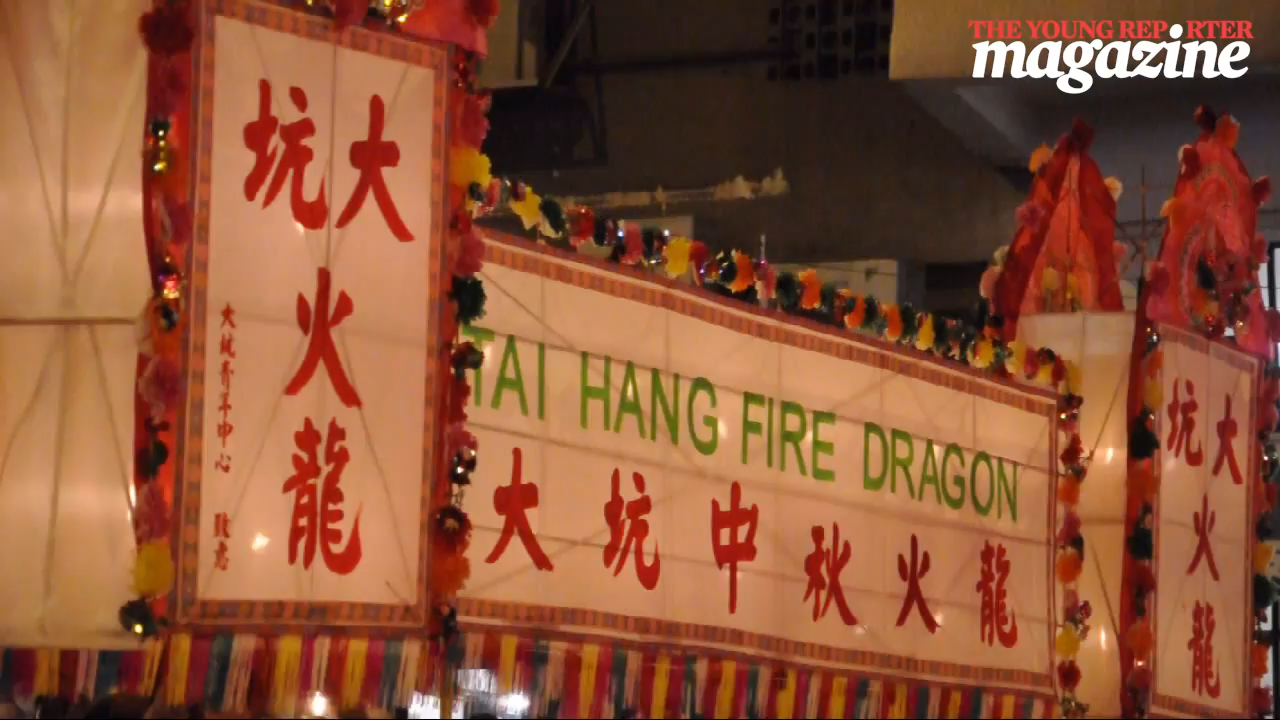 THE YOUNG REPORTER
magazine
大坑
火
龍
TAI HANG FIRE DRAGON
大坑中秋火龍
大坑
火
龍